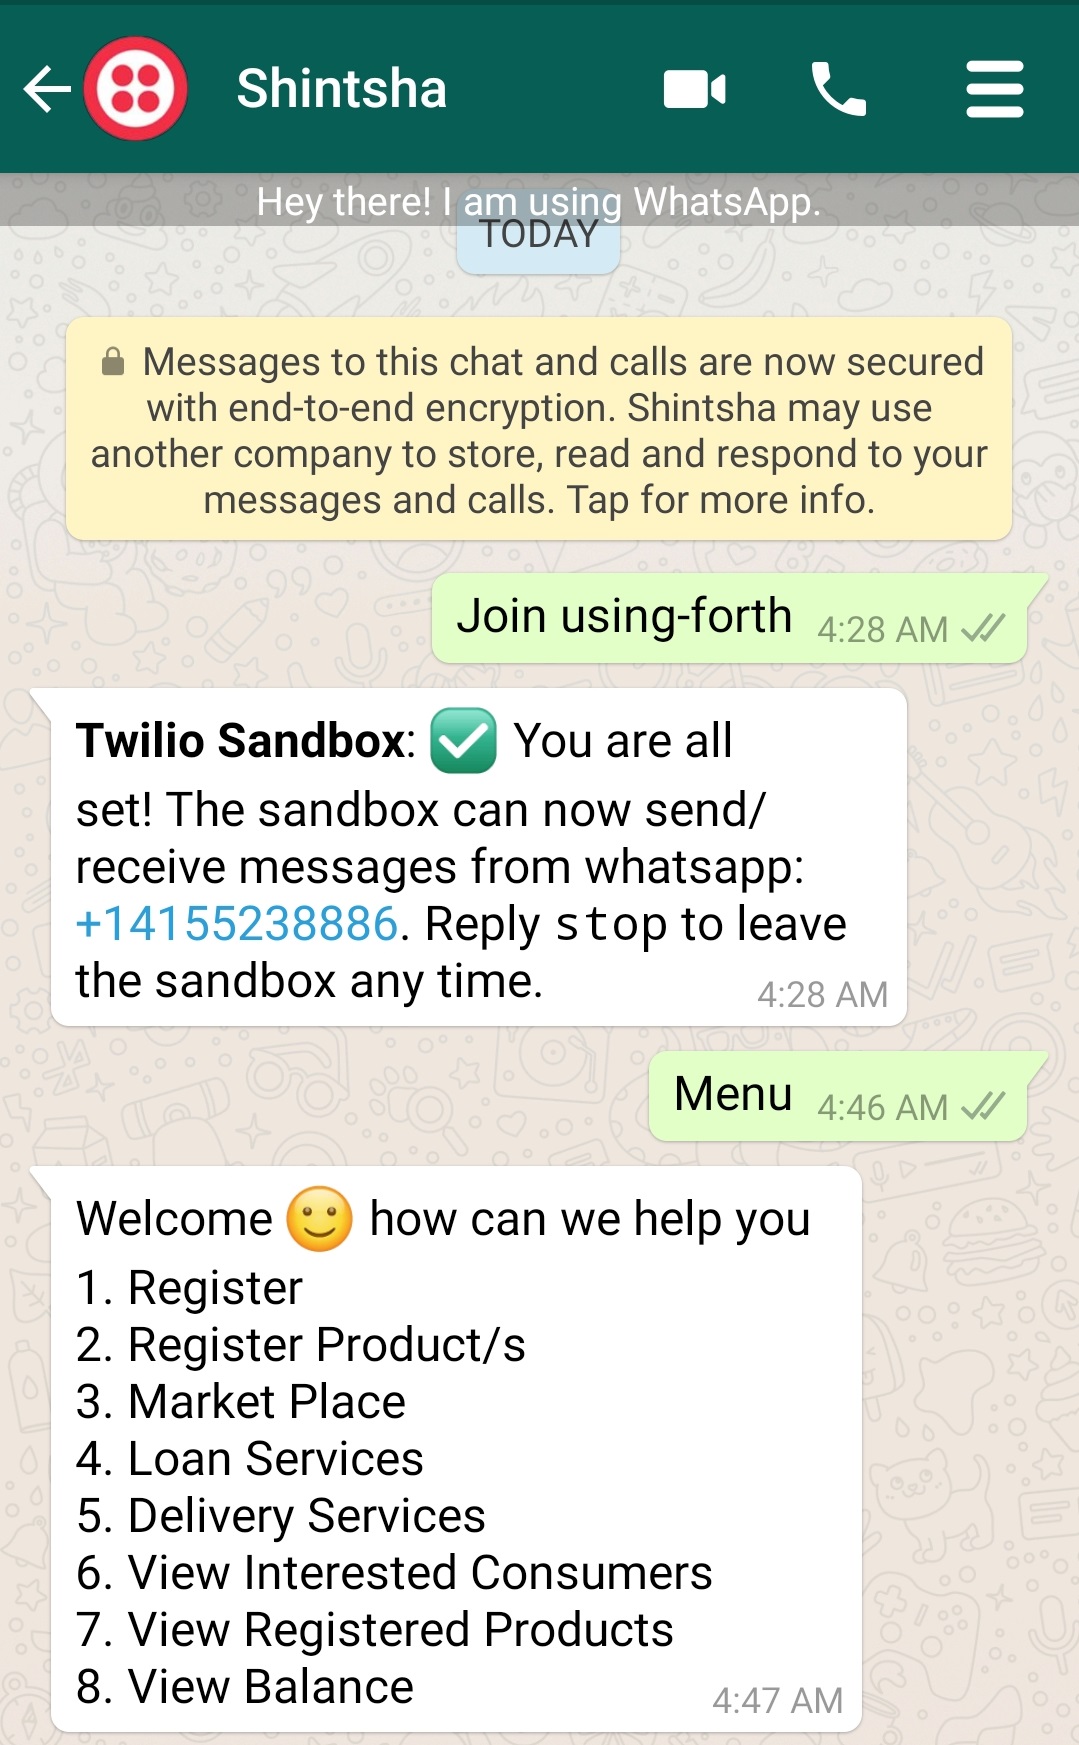 Shintsha
Hey there! I am using WhatsApp.
TODAY
Messages to this chat and calls are now secured
with end-to-end encryption. Shintsha may use
another company to store, read and respond to your
messages and calls. Tap for more info.
Join using-forth 4:28 AM
Twilio Sandbox: ✅ You are all
set! The sandbox can now send/
receive messages from whatsapp:
+14155238886. Reply stop to leave
the sandbox any time. 4:28 AM
Menu 4:46 AM
Welcome 🙂 how can we help you
1. Register
2. Register Product/s
3. Market Place
4. Loan Services
5. Delivery Services
6. View Interested Consumers
7. View Registered Products
8. View Balance 4:47 AM